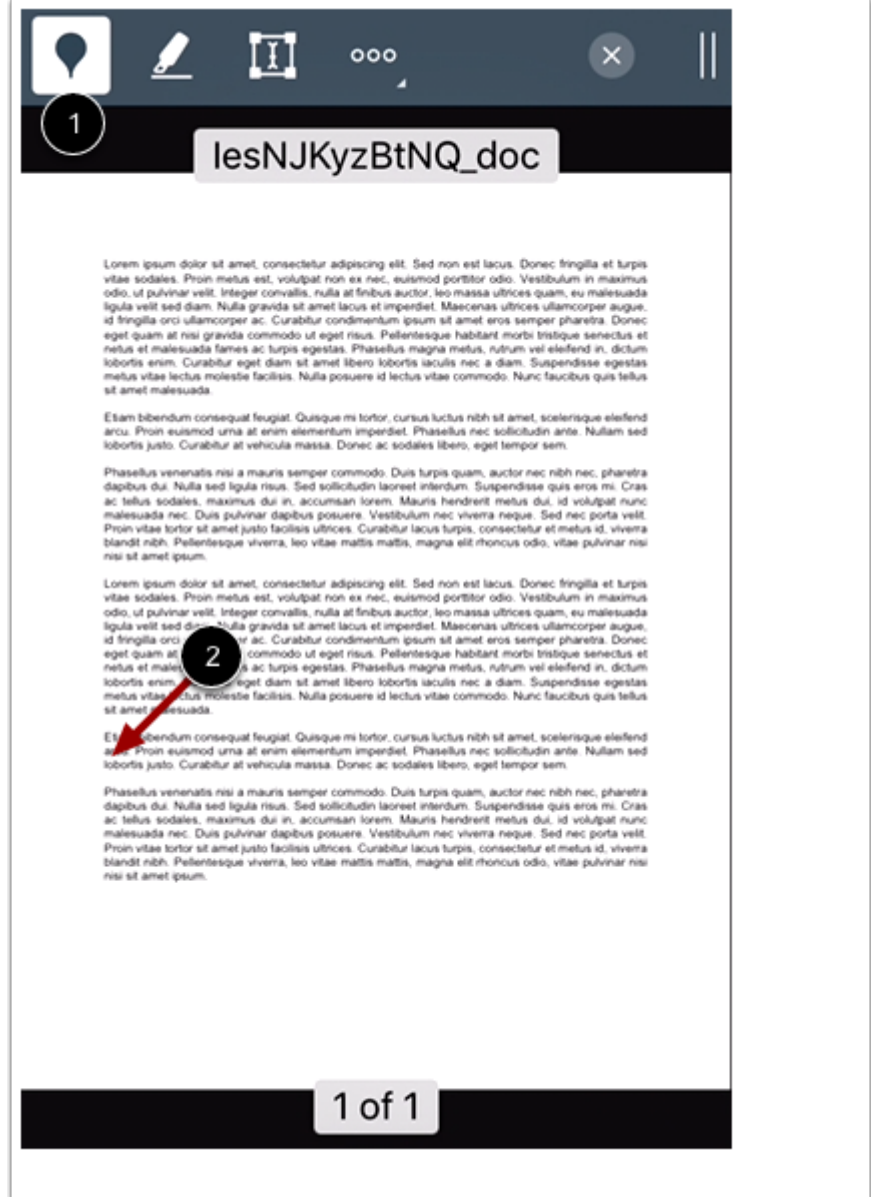 1
IesNJKyzBtNQ_doc
Lorem ipsum dolor sit amet, consectetur adipiscing elit. Sed non est lacus. Donec fringilla et turpis
vitae sodales. Proin metus est, volutpat non ex nec, euismod porttitor odio. Vestibulum in maximus
odio, ut pulvinar velit. Integer convallis, nulla at finibus auctor, leo massa ultrices quam, eu malesuada
ligula velit sed diam. Nulla gravida sit amet lacus et imperdiet. Maecenas ultrices ullamcorper augue,
id fringilla orci ullamcorper ac. Curabitur condimentum ipsum sit amet eros semper pharetra. Donec
eget quam at nisi gravida commodo ut eget risus. Pellentesque habitant morbi tristique senectus et
netus et malesuada fames ac turpis egestas. Phasellus magna metus, rutrum vel eleifend in, dictum
lobortis enim. Curabitur eget diam sit amet libero lobortis iaculis nec a diam. Suspendisse egestas
metus vitae lectus molestie facilisis. Nulla posuere id lectus vitae commodo. Nunc faucibus quis tellus
sit amet malesuada.
Etiam bibendum consequat feugiat. Quisque mi tortor, cursus luctus nibh sit amet, scelerisque eleifend
arcu. Proin euismod urna at enim elementum imperdiet. Phasellus nec sollicitudin ante. Nullam sed
lobortis justo. Curabitur at vehicula massa. Donec ac sodales libero, eget tempor sem.
Phasellus venenatis nisi a mauris semper commodo. Duis turpis quam, auctor nec nibh nec, pharetra
dapibus dui. Nulla sed ligula risus. Sed sollicitudin laoreet interdum. Suspendisse quis eros mi. Cras
ac tellus sodales, maximus dui in, accumsan lorem. Mauris hendrerit metus dui, id volutpat nunc
malesuada nec. Duis pulvinar dapibus posuere. Vestibulum nec viverra neque. Sed nec porta velit.
Proin vitae tortor sit amet justo facilisis ultrices. Curabitur lacus turpis, consectetur et metus id, viverra
blandit nibh. Pellentesque viverra, leo vitae mattis mattis, magna elit rhoncus odio, vitae pulvinar nisi
nisi sit amet ipsum.
Lorem ipsum dolor sit amet, consectetur adipiscing elit. Sed non est lacus. Donec fringilla et turpis
vitae sodales. Proin metus est, volutpat non ex nec, euismod porttitor odio. Vestibulum in maximus
odio, ut pulvinar velit. Integer convallis, nulla at finibus auctor, leo massa ultrices quam, eu malesuada
ligula velit sed Nulla gravida sit amet lacus et imperdiet. Maecenas ultrices ullamcorper augue,
id fringilla orci ac. Curabitur condimentum ipsum sit amet eros semper pharetra. Donec
eget quam at commodo ut eget risus. Pellentesque habitant morbi tristique senectus et
2
netus et ac turpis egestas. Phasellus magna metus, rutrum vel eleifend in, dictum
lobortis enim. eget diam sit amet libero lobortis iaculis nec a diam. Suspendisse egestas
metus vitae molestie facilisis. Nulla posuere id lectus vitae commodo. Nunc faucibus quis tellus
sit amet
bibendum consequat feugiat. Quisque mi tortor, cursus luctus nibh sit amet, scelerisque eleifend
Proin euismod urna at enim elementum imperdiet. Phasellus nec sollicitudin ante. Nullam sed
lobortis justo. Curabitur at vehicula massa. Donec ac sodales libero, eget tempor sem.
Phasellus venenatis nisi a mauris semper commodo. Duis turpis quam, auctor nec nibh nec, pharetra
dapibus dui. Nulla sed ligula risus. Sed sollicitudin laoreet interdum. Suspendisse quis eros mi. Cras
ac tellus sodales, maximus dui in, accumsan lorem. Mauris hendrerit metus dui, id volutpat nunc
malesuada nec. Duis pulvinar dapibus posuere. Vestibulum nec viverra neque. Sed nec porta velit.
Proin vitae tortor sit amet justo facilisis ultrices. Curabitur lacus turpis, consectetur et metus id, viverra
blandit nibh. Pellentesque viverra, leo vitae mattis mattis, magna elit rhoncus odio, vitae pulvinar nisi
nisi sit amet ipsum.
1 of 1